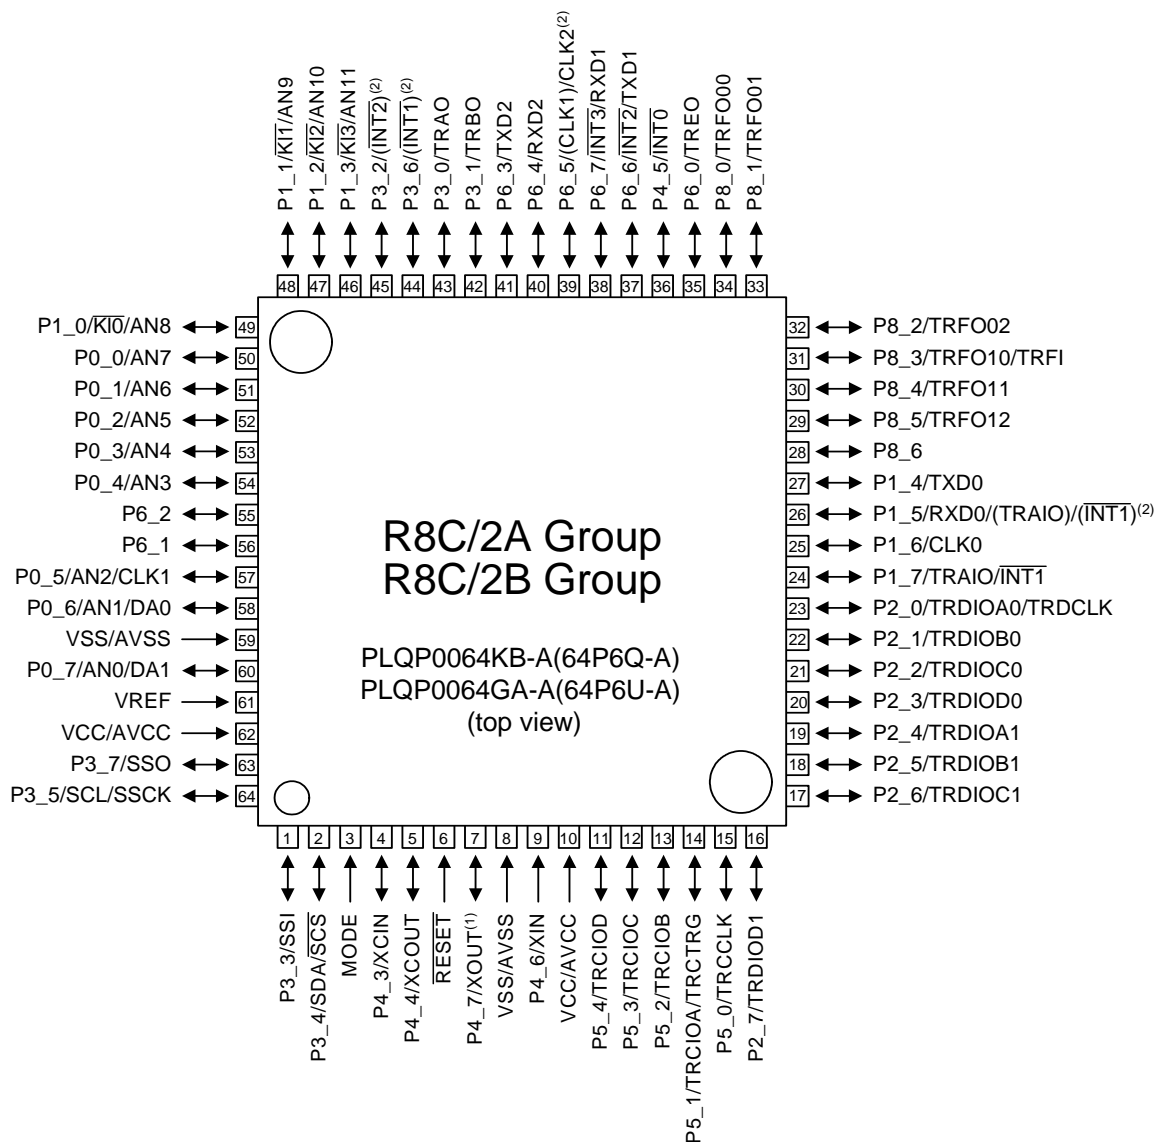 P1_1/KI1/AN9
P1_2/KI2/AN10
P1_3/KI3/AN11
P3_2/(INT2)(2)
P3_6/(INT1)(2)
P3_0/TRAO
P3_1/TRBO
P6_3/TXD2
P6_4/RXD2
P6_5/(CLK1)/CLK2(2)
P6_7/INT3/RXD1
P6_6/INT2/TXD1
P4_5/INT0
P6_0/TREO
P8_0/TRFO00
P8_1/TRFO01
48 47 46 45 44 43 42 41 40 39 38 37 36 35 34 33
P1_0/KI0/AN8 49
P0_0/AN7 50
P0_1/AN6 51
P0_2/AN5 52
P0_3/AN4 53
P0_4/AN3 54
P6_2 55
P6_1 56
P0_5/AN2/CLK1 57
P0_6/AN1/DA0 58
VSS/AVSS 59
P0_7/AN0/DA1 60
VREF 61
VCC/AVCC 62
P3_7/SSO 63
P3_5/SCL/SSCK 64
R8C/2A Group
R8C/2B Group
PLQP0064KB-A(64P6Q-A)
PLQP0064GA-A(64P6U-A)
(top view)
32 P8_2/TRFO02
31 P8_3/TRFO10/TRFI
30 P8_4/TRFO11
29 P8_5/TRFO12
28 P8_6
27 P1_4/TXD0
26 P1_5/RXD0/(TRAIO)/(INT1)(2)
25 P1_6/CLK0
24 P1_7/TRAIO/INT1
23 P2_0/TRDIOA0/TRDCLK
22 P2_1/TRDIOB0
21 P2_2/TRDIOC0
20 P2_3/TRDIOD0
19 P2_4/TRDIOA1
18 P2_5/TRDIOB1
17 P2_6/TRDIOC1
1 2 3 4 5 6 7 8 9 10 11 12 13 14 15 16
P3_3/SSI
P3_4/SDA/SCS
MODE
P4_3/XCIN
P4_4/XCOUT
RESET
P4_7/XOUT(1)
VSS/AVSS
P4_6/XIN
VCC/AVCC
P5_4/TRCIOD
P5_3/TRCIOC
P5_2/TRCIOB
P5_1/TRCIOA/TRCTRG
P5_0/TRCCLK
P2_7/TRDIOD1